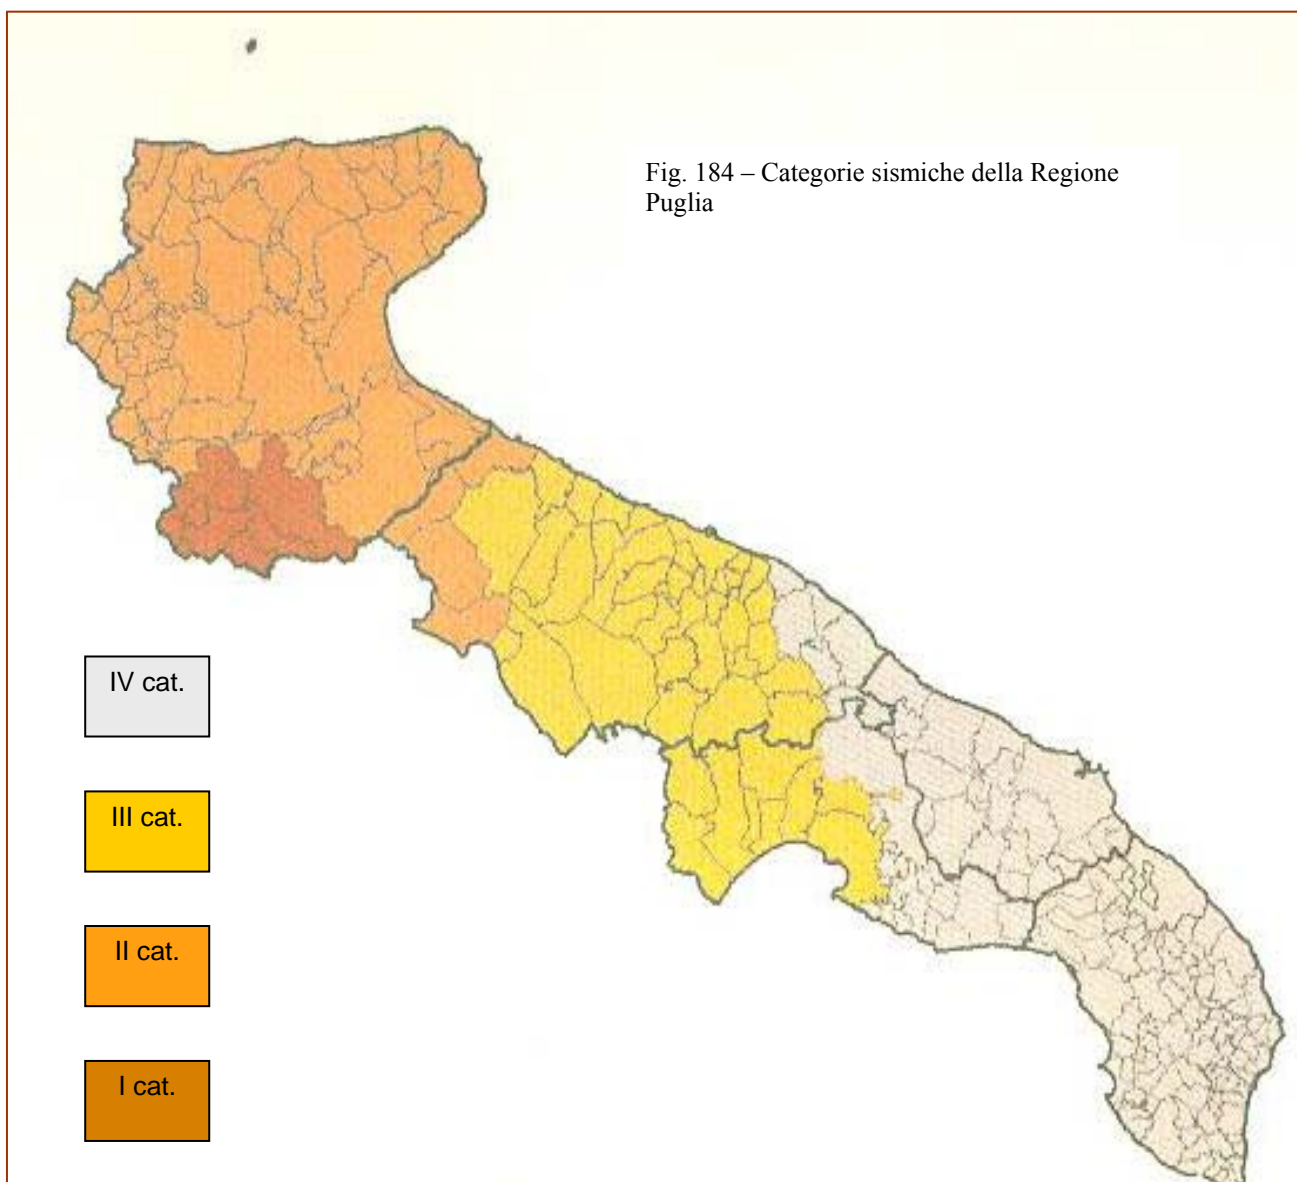 Fig. 184 – Categorie sismiche della Regione
Puglia
IV cat.
III cat.
II cat.
I cat.